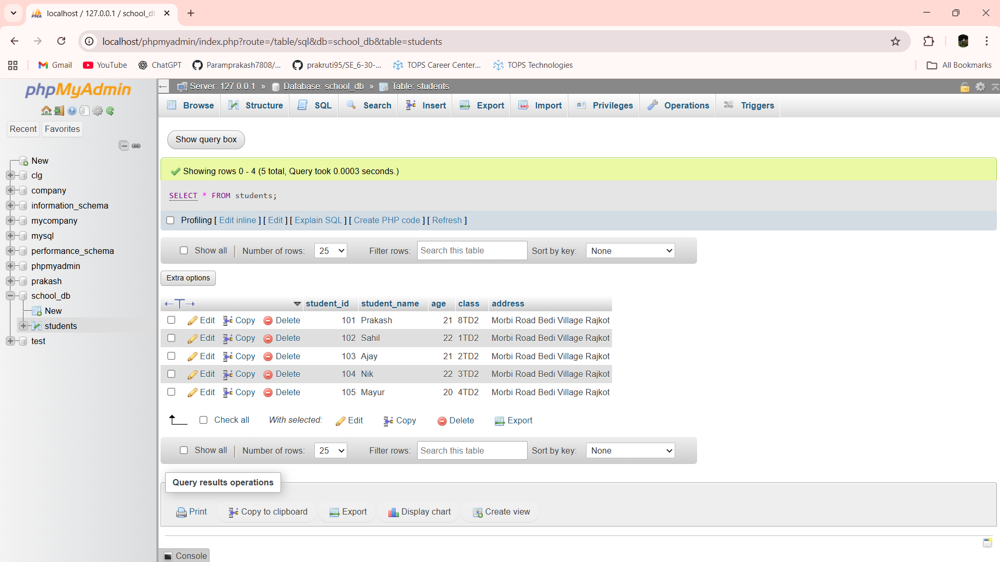 localhost / 127.0.0.1 / school_db
localhost/phpmyadmin/index.php?route=/table/sql&db=school_db&table=students
Gmail YouTube ChatGPT Paramprakash7808/... prakruti95/SE_6-30-... TOPS Career Center... TOPS Technologies All Bookmarks
phpMyAdmin
Recent Favorites
New
clg
company
information_schema
mycompany
mysql
performance_schema
phpmyadmin
prakash
school_db
New
students
test
Server: 127.0.0.1 » Database: school_db » Table: students
Browse Structure SQL Search Insert Export Import Privileges Operations Triggers
Show query box
Showing rows 0 - 4 (5 total, Query took 0.0003 seconds.)
SELECT * FROM students;
Profiling [ Edit inline ] [ Edit ] [ Explain SQL ] [ Create PHP code ] [ Refresh ]
Show all Number of rows: 25 Filter rows: Search this table Sort by key: None
Extra options
student_id student_name age class address
Edit Copy Delete 101 Prakash 21 8TD2 Morbi Road Bedi Village Rajkot
Edit Copy Delete 102 Sahil 22 1TD2 Morbi Road Bedi Village Rajkot
Edit Copy Delete 103 Ajay 21 2TD2 Morbi Road Bedi Village Rajkot
Edit Copy Delete 104 Nik 22 3TD2 Morbi Road Bedi Village Rajkot
Edit Copy Delete 105 Mayur 20 4TD2 Morbi Road Bedi Village Rajkot
Check all With selected: Edit Copy Delete Export
Show all Number of rows: 25 Filter rows: Search this table Sort by key: None
Query results operations
Print Copy to clipboard Export Display chart Create view
Console